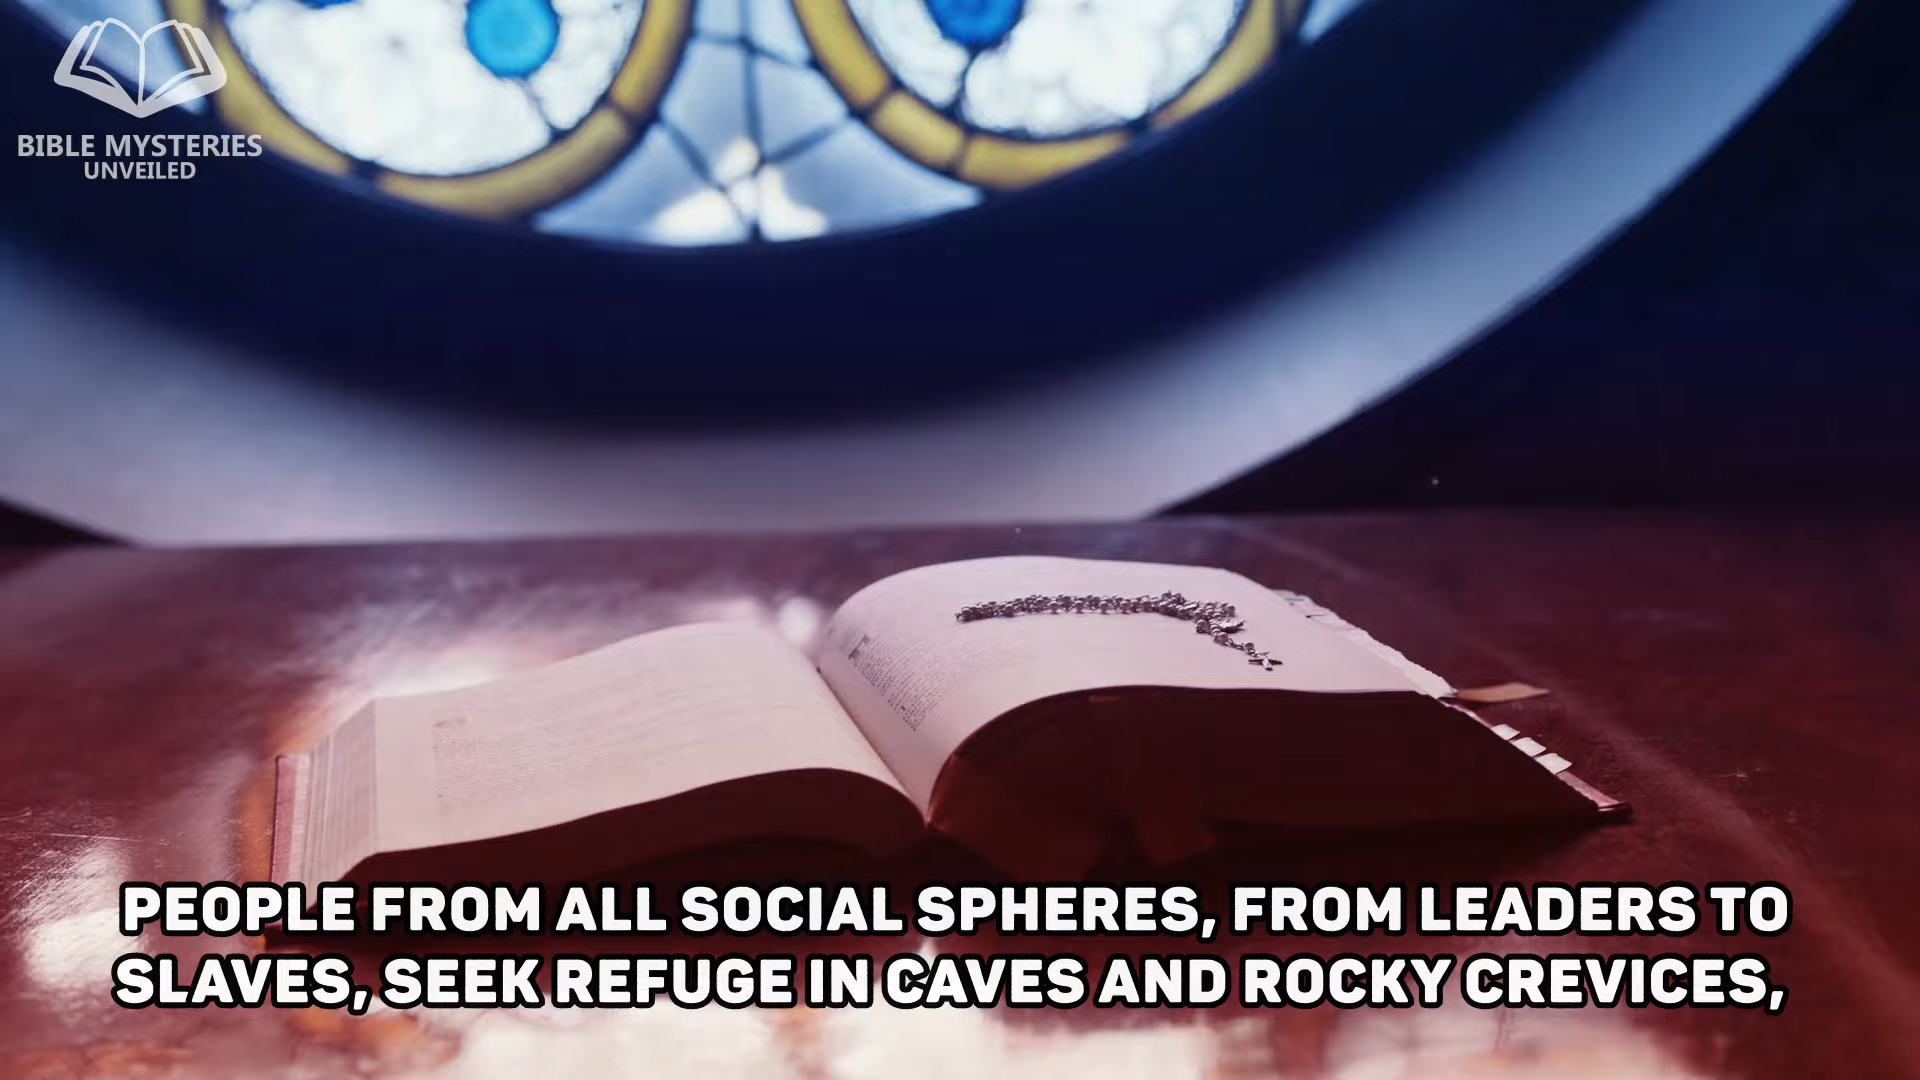 BIBLE MYSTERIES
UNVEILED
PEOPLE FROM ALL SOCIAL SPHERES, FROM LEADERS TO
SLAVES, SEEK REFUGE IN CAVES AND ROCKY CREVICES,